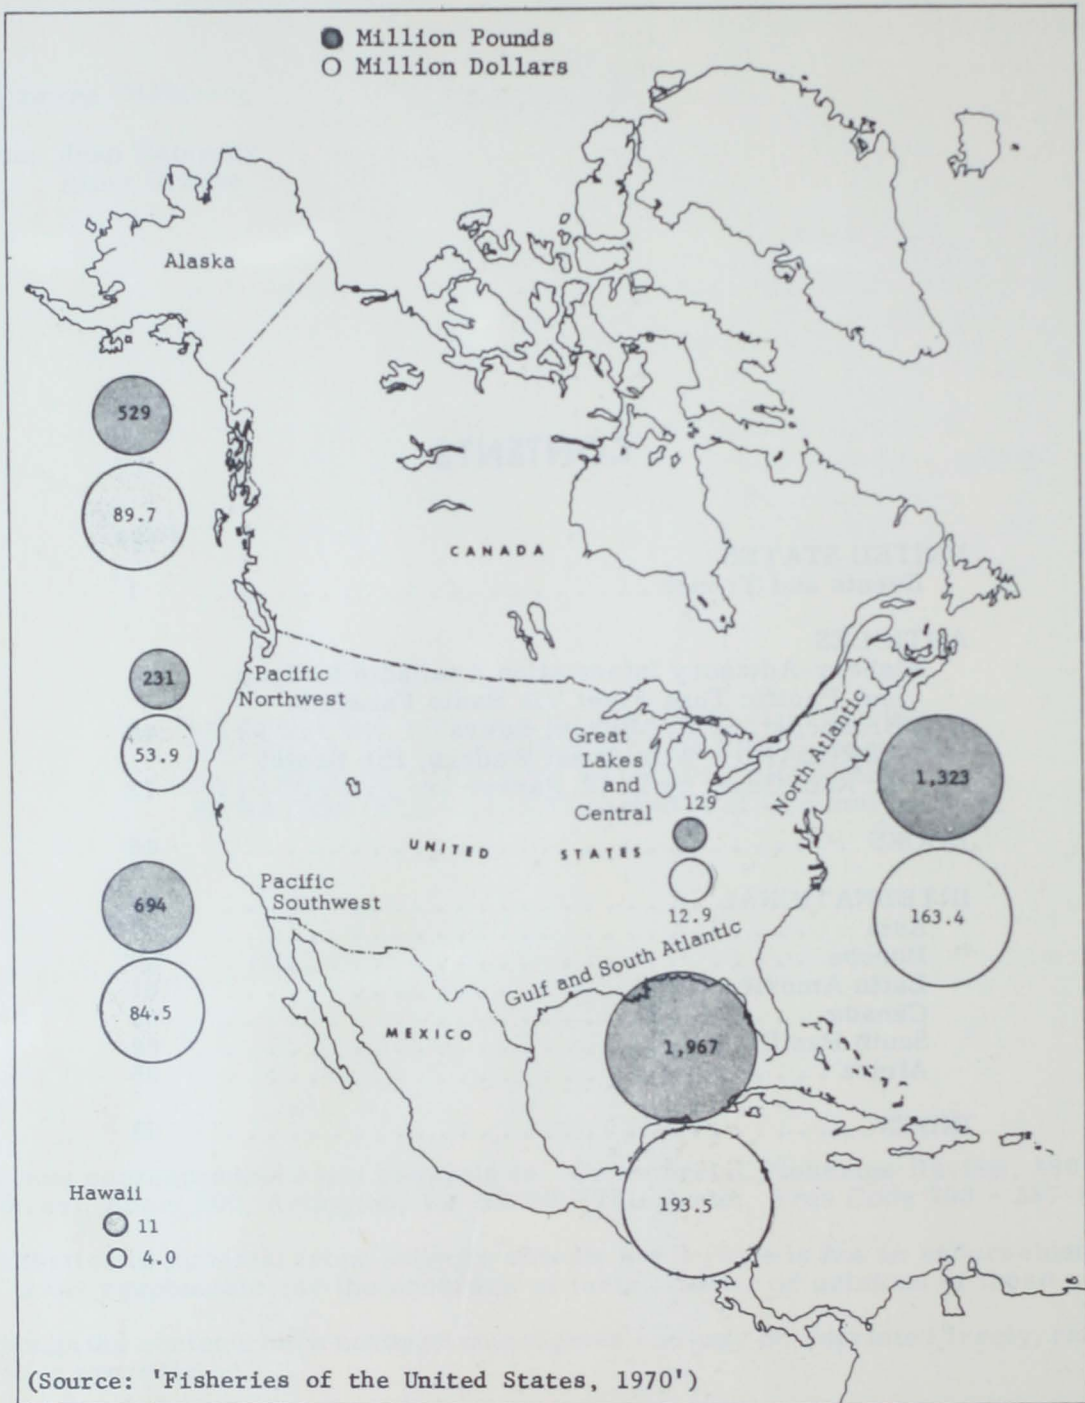 Million Pounds
Million Dollars
Alaska
529
89.7
CANADA
231
Pacific
Northwest
53.9
Great
Lakes
and
Central
129
North Atlantic
1,323
UNITED STATES
12.9
163.4
694
Pacific
Southwest
84.5
Gulf and South Atlantic
MEXICO
1,967
193.5
Hawaii
11
4.0
(Source: 'Fisheries of the United States, 1970')